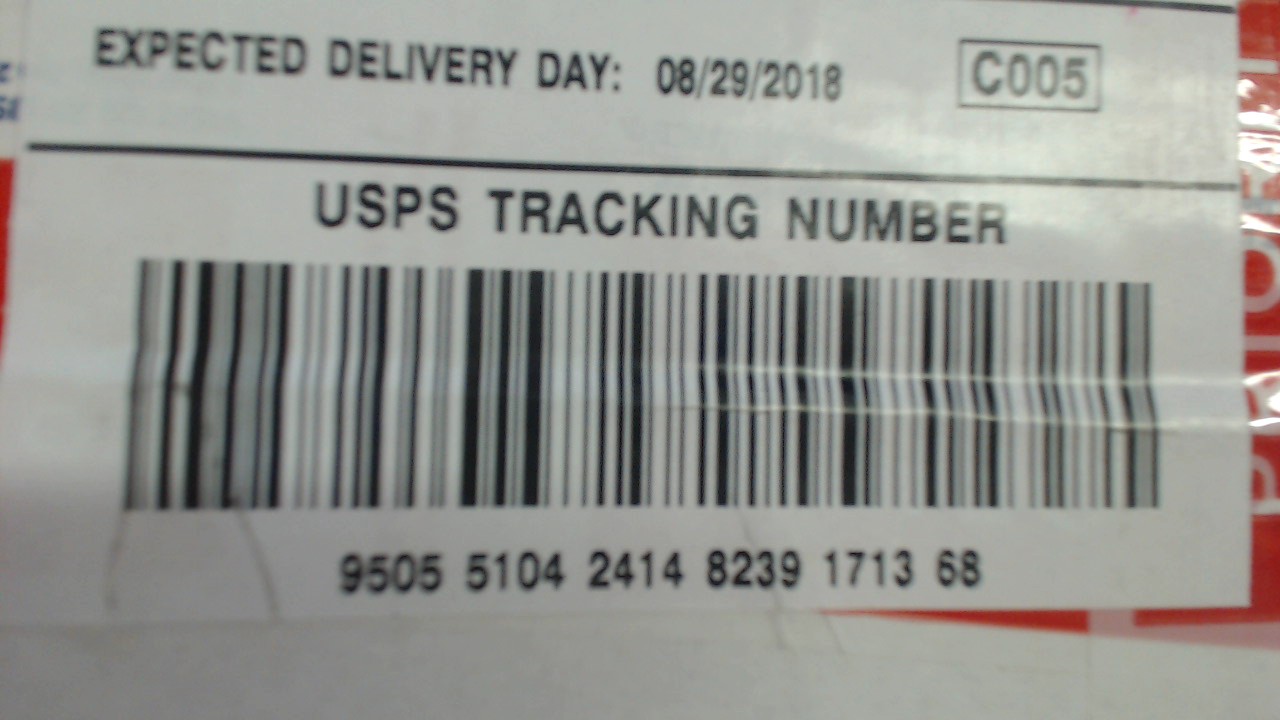 EXPECTED DELIVERY DAY: 08/29/2018 C005
USPS TRACKING NUMBER
9505 5104 2414 8239 1713 68